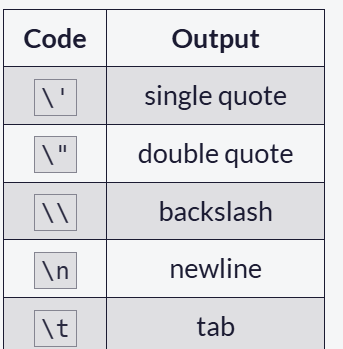 Code Output
\' single quote
\" double quote
\\ backslash
\n newline
\t tab